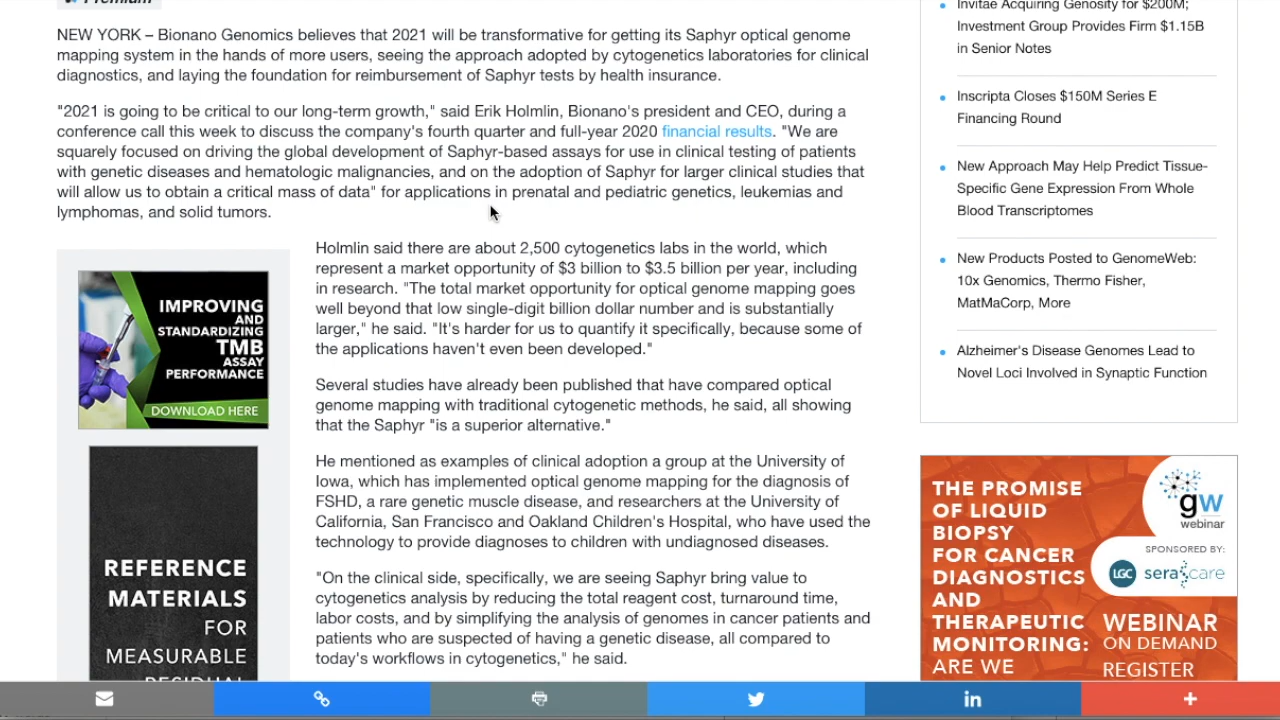 Premium
NEW YORK – Bionano Genomics believes that 2021 will be transformative for getting its Saphyr optical genome
mapping system in the hands of more users, seeing the approach adopted by cytogenetics laboratories for clinical
diagnostics, and laying the foundation for reimbursement of Saphyr tests by health insurance.
"2021 is going to be critical to our long-term growth," said Erik Holmlin, Bionano's president and CEO, during a
conference call this week to discuss the company's fourth quarter and full-year 2020 financial results. "We are
squarely focused on driving the global development of Saphyr-based assays for use in clinical testing of patients
with genetic diseases and hematologic malignancies, and on the adoption of Saphyr for larger clinical studies that
will allow us to obtain a critical mass of data" for applications in prenatal and pediatric genetics, leukemias and
lymphomas, and solid tumors.
IMPROVING
AND
STANDARDIZING
TMB
ASSAY
PERFORMANCE
DOWNLOAD HERE
REFERENCE
MATERIALS
FOR
MEASURABLE
RESIDUAL
Holmlin said there are about 2,500 cytogenetics labs in the world, which
represent a market opportunity of $3 billion to $3.5 billion per year, including
in research. "The total market opportunity for optical genome mapping goes
well beyond that low single-digit billion dollar number and is substantially
larger," he said. "It's harder for us to quantify it specifically, because some of
the applications haven't even been developed."
Several studies have already been published that have compared optical
genome mapping with traditional cytogenetic methods, he said, all showing
that the Saphyr "is a superior alternative."
He mentioned as examples of clinical adoption a group at the University of
Iowa, which has implemented optical genome mapping for the diagnosis of
FSHD, a rare genetic muscle disease, and researchers at the University of
California, San Francisco and Oakland Children's Hospital, who have used the
technology to provide diagnoses to children with undiagnosed diseases.
"On the clinical side, specifically, we are seeing Saphyr bring value to
cytogenetics analysis by reducing the total reagent cost, turnaround time,
labor costs, and by simplifying the analysis of genomes in cancer patients and
patients who are suspected of having a genetic disease, all compared to
today's workflows in cytogenetics," he said.
Invitae Acquiring Genosity for $200M;
Investment Group Provides Firm $1.15B
in Senior Notes
Inscripta Closes $150M Series E
Financing Round
New Approach May Help Predict Tissue-
Specific Gene Expression From Whole
Blood Transcriptomes
New Products Posted to GenomeWeb:
10x Genomics, Thermo Fisher,
MatMaCorp, More
Alzheimer's Disease Genomes Lead to
Novel Loci Involved in Synaptic Function
THE PROMISE
OF LIQUID
BIOPSY
FOR CANCER
DIAGNOSTICS
AND
THERAPEUTIC
MONITORING:
ARE WE
gw
webinar
SPONSORED BY:
LGC seracare
WEBINAR
ON DEMAND
REGISTER
in